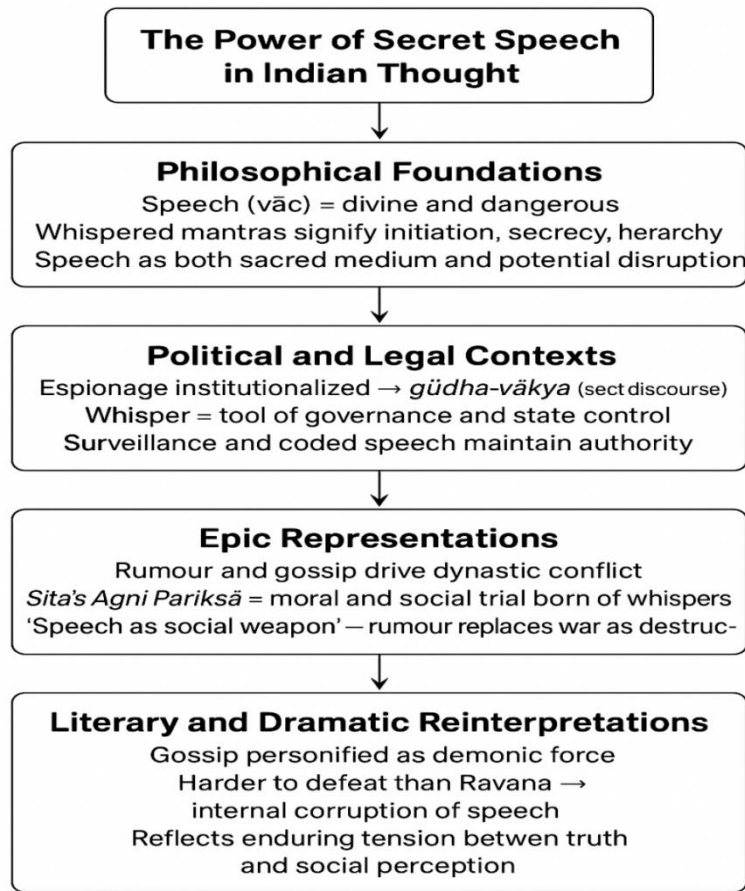 The Power of Secret Speech
in Indian Thought
Philosophical Foundations
Speech (vāc) = divine and dangerous
Whispered mantras signify initiation, secrecy, herarchy
Speech as both sacred medium and potential disruption
Political and Legal Contexts
Espionage institutionalized → güdha-väkya (sect discourse)
Whisper = tool of governance and state control
Surveillance and coded speech maintain authority
Epic Representations
Rumour and gossip drive dynastic conflict
Sita's Agni Pariksä = moral and social trial born of whispers
‘Speech as social weapon’ — rumour replaces war as destruc-
Literary and Dramatic Reinterpretations
Gossip personified as demonic force
Harder to defeat than Ravana →
internal corruption of speech
Reflects enduring tension betwen truth
and social perception